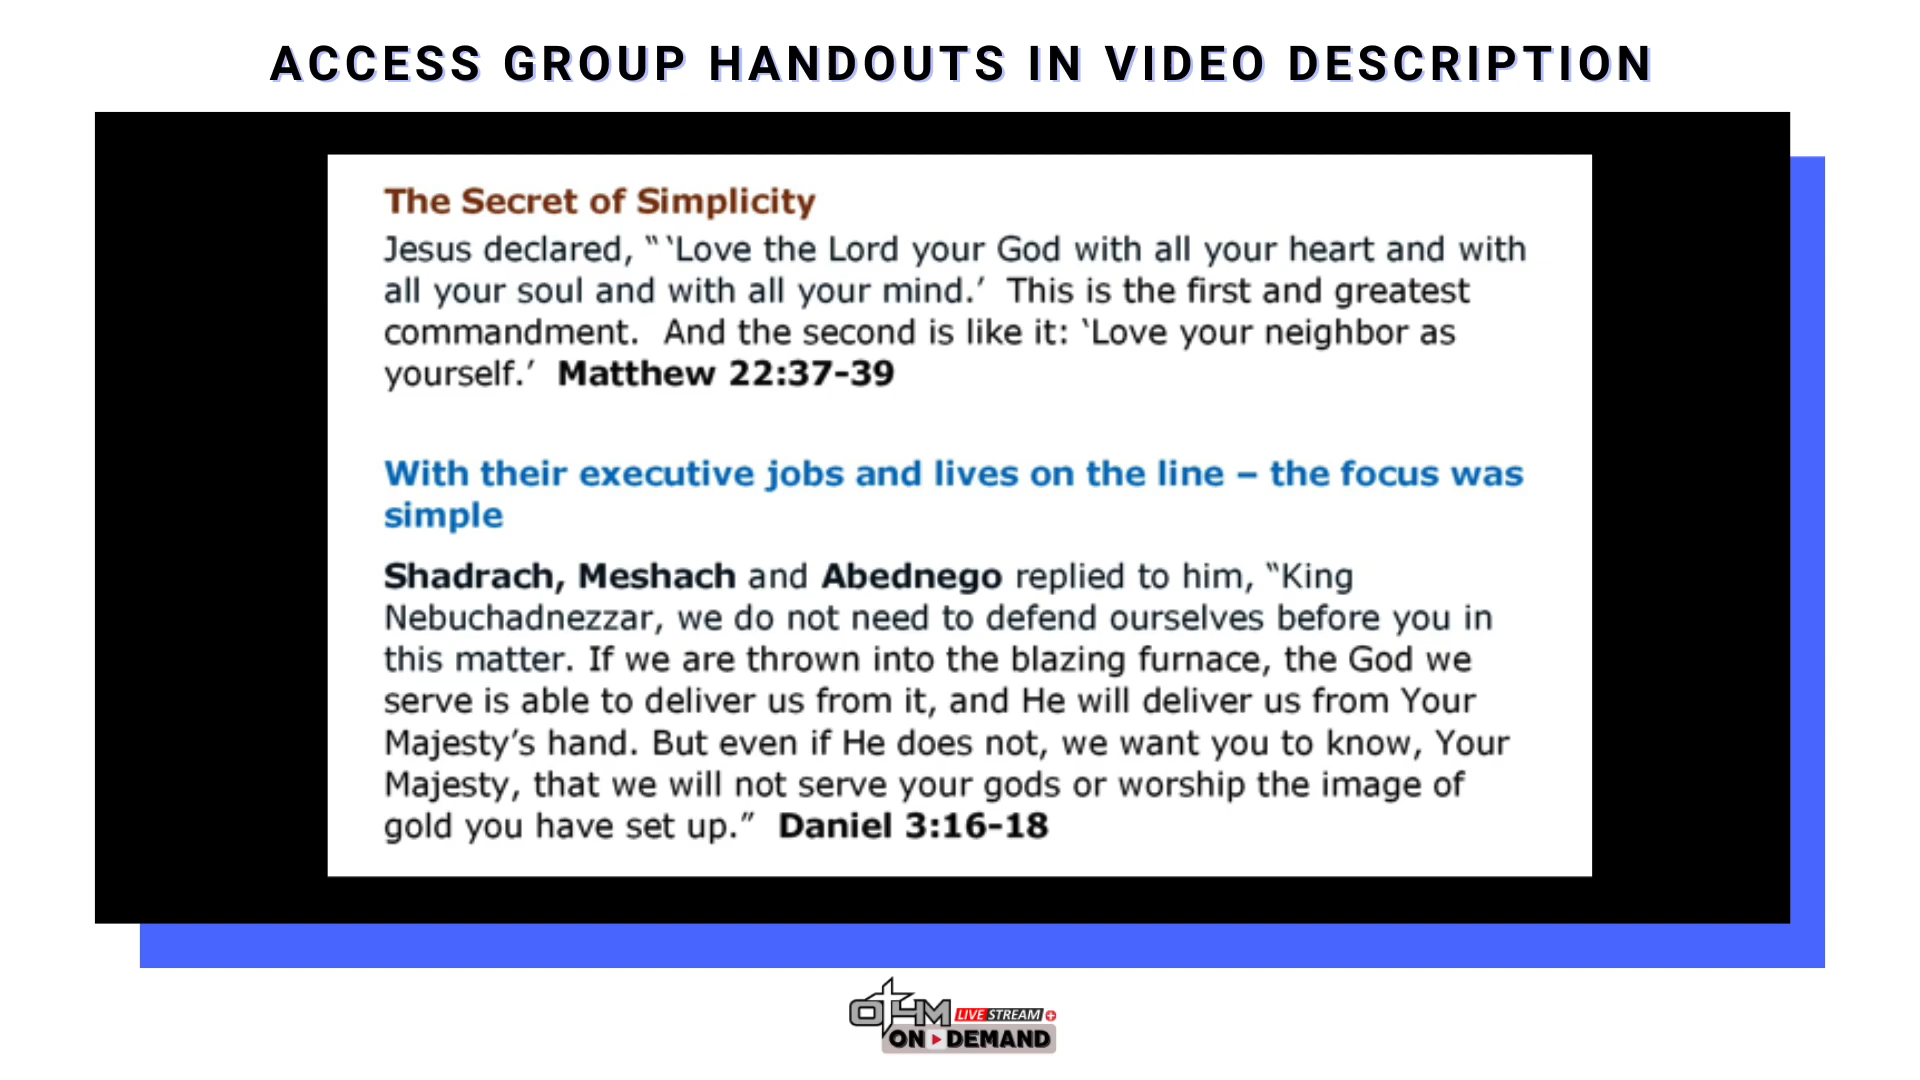 ACCESS GROUP HANDOUTS IN VIDEO DESCRIPTION
The Secret of Simplicity
Jesus declared, “ ‘Love the Lord your God with all your heart and with
all your soul and with all your mind.’  This is the first and greatest
commandment.  And the second is like it: ‘Love your neighbor as
yourself.’  Matthew 22:37-39
With their executive jobs and lives on the line – the focus was
simple
Shadrach, Meshach and Abednego replied to him, “King
Nebuchadnezzar, we do not need to defend ourselves before you in
this matter. If we are thrown into the blazing furnace, the God we
serve is able to deliver us from it, and He will deliver us from Your
Majesty’s hand. But even if He does not, we want you to know, Your
Majesty, that we will not serve your gods or worship the image of
gold you have set up.”  Daniel 3:16-18
O4M LIVE STREAM
ON DEMAND